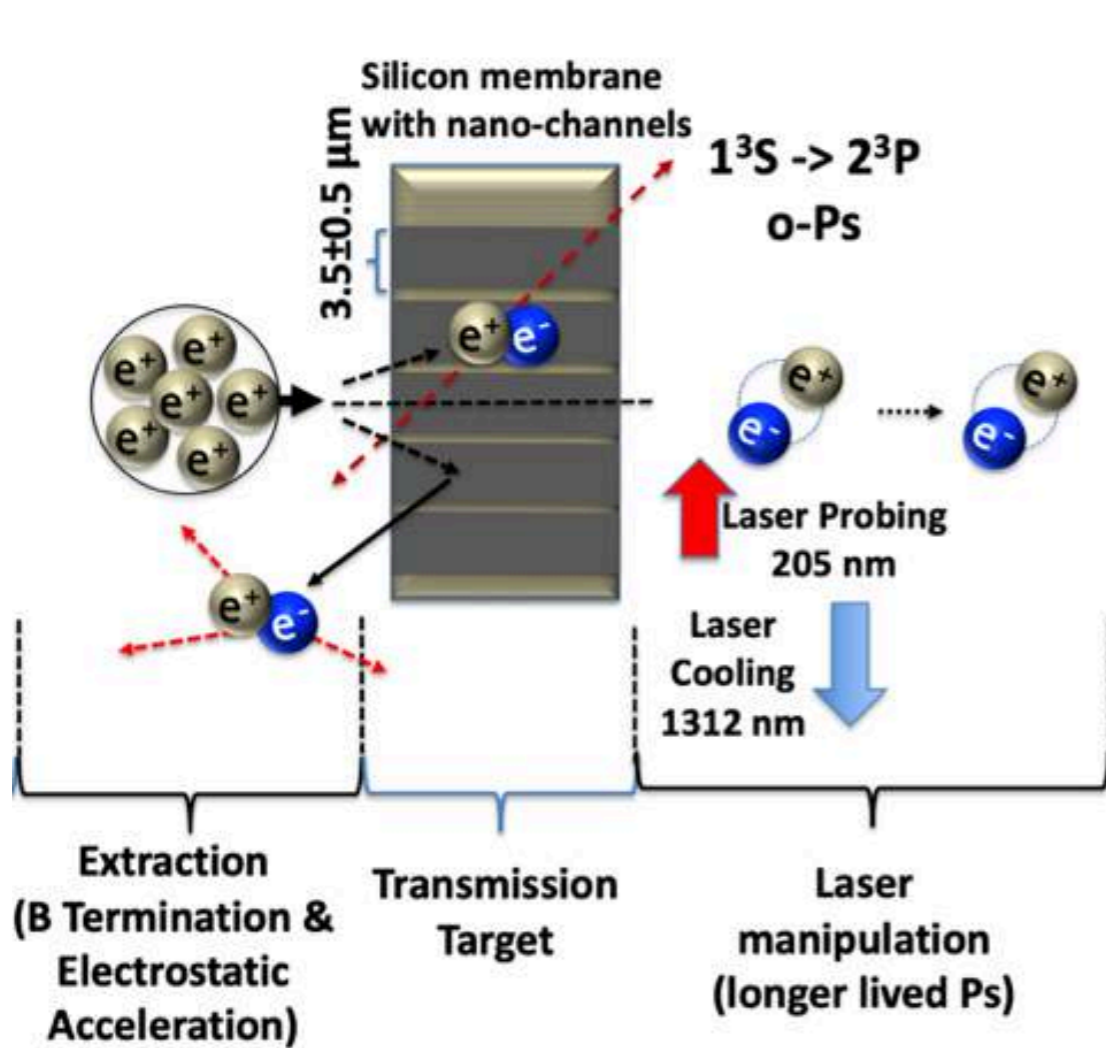 Silicon membrane
with nano-channels
3.5±0.5 µm
1³S -> 2³P
o-Ps
e⁺
e⁺
e⁺
e⁺
e⁺
e⁺
e⁺ e⁻
e⁺
e⁻
e⁺
e⁻
e⁺
e⁻
Laser Probing
205 nm
Laser
Cooling
1312 nm
Extraction
(B Termination &
Electrostatic
Acceleration)
Transmission
Target
Laser
manipulation
(longer lived Ps)